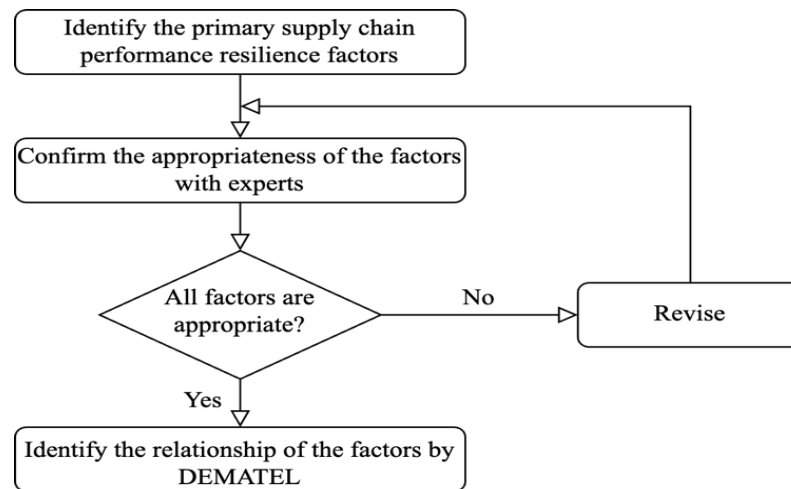 Identify the primary supply chain
performance resilience factors
Confirm the appropriateness of the factors
with experts
All factors are
appropriate?
No
Revise
Yes
Identify the relationship of the factors by
DEMATEL